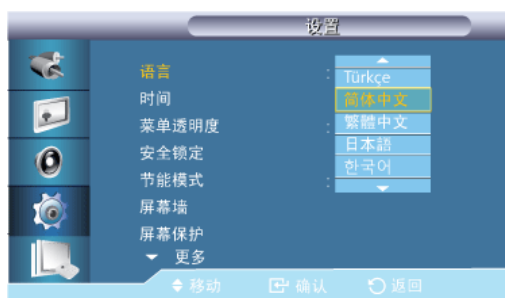 设置
语言 : Türkçe
时间 简体中文
菜单透明度 : 繁體中文
安全锁定 日本語
节能模式 : 한국어
屏幕墙
屏幕保护
更多
移动 确认 返回